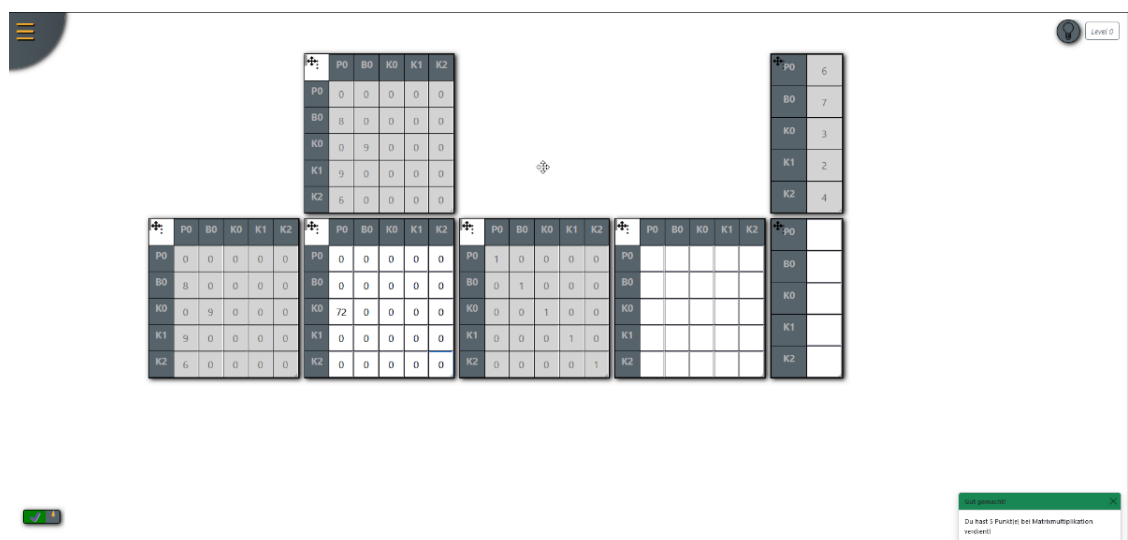 Level 0
P0 B0 K0 K1 K2
P0 0 0 0 0 0
B0 8 0 0 0 0
K0 0 9 0 0 0
K1 9 0 0 0 0
K2 6 0 0 0 0
P0 6
B0 7
K0 3
K1 2
K2 4
P0 B0 K0 K1 K2
P0 0 0 0 0 0
B0 8 0 0 0 0
K0 0 9 0 0 0
K1 9 0 0 0 0
K2 6 0 0 0 0
P0 B0 K0 K1 K2
P0 0 0 0 0 0
B0 0 0 0 0 0
K0 72 0 0 0 0
K1 0 0 0 0 0
K2 0 0 0 0 0
P0 B0 K0 K1 K2
P0 1 0 0 0 0
B0 0 1 0 0 0
K0 0 0 1 0 0
K1 0 0 0 1 0
K2 0 0 0 0 1
P0 B0 K0 K1 K2
P0
B0
K0
K1
K2
P0
B0
K0
K1
K2
Gut gemacht!
Du hast 5 Punkt(e) bei Matrixmultiplikation
verdient!